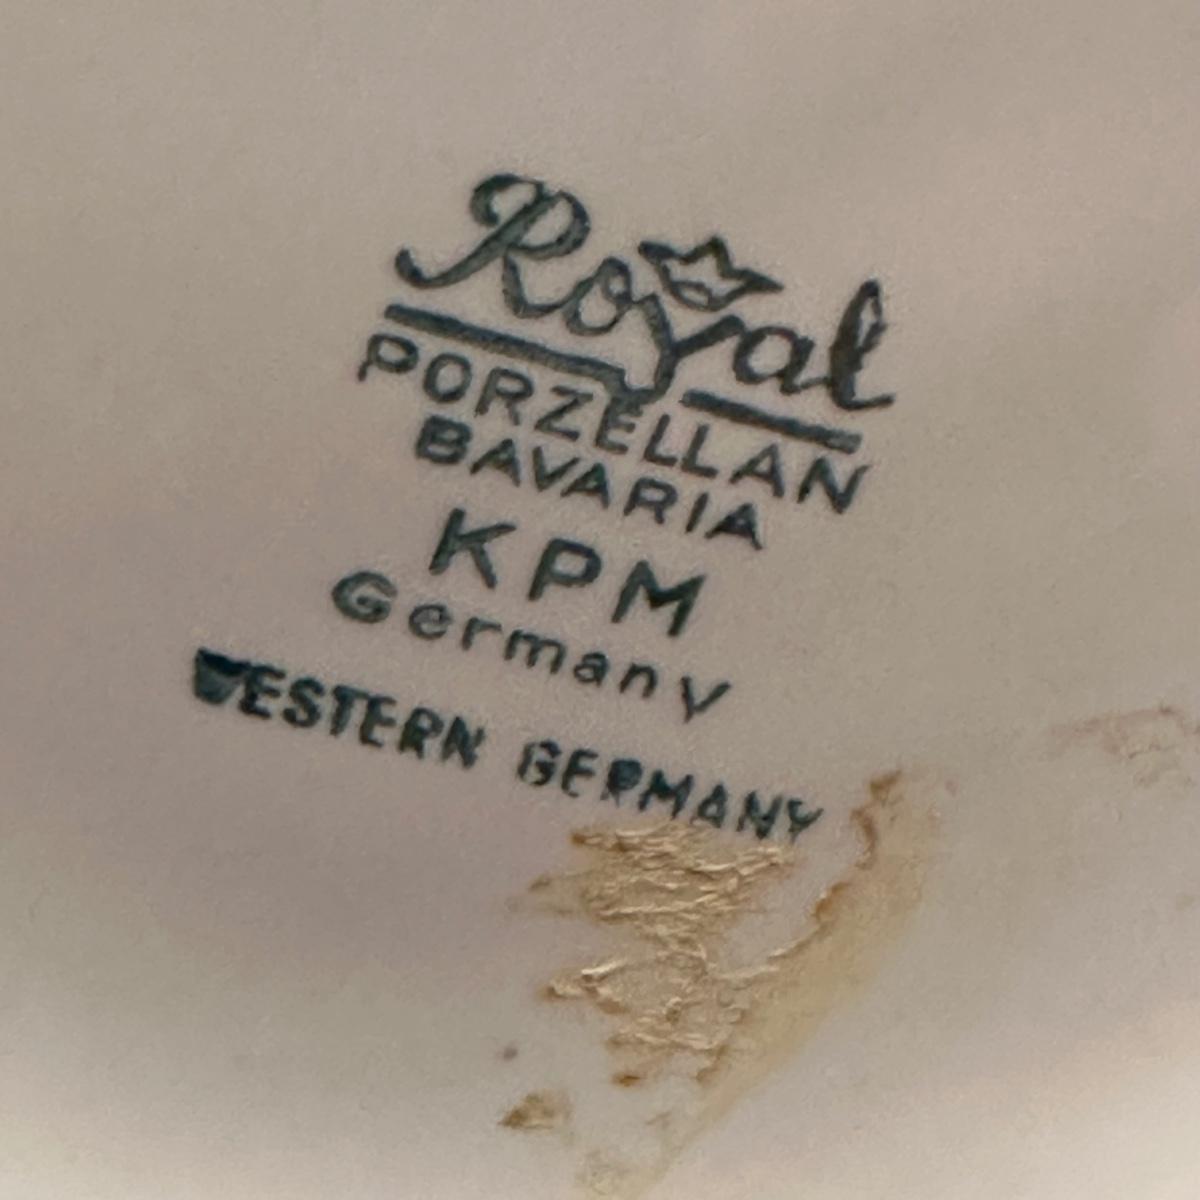 Royal
PORZELLAN
BAVARIA
KPM
Germany
WESTERN GERMANY